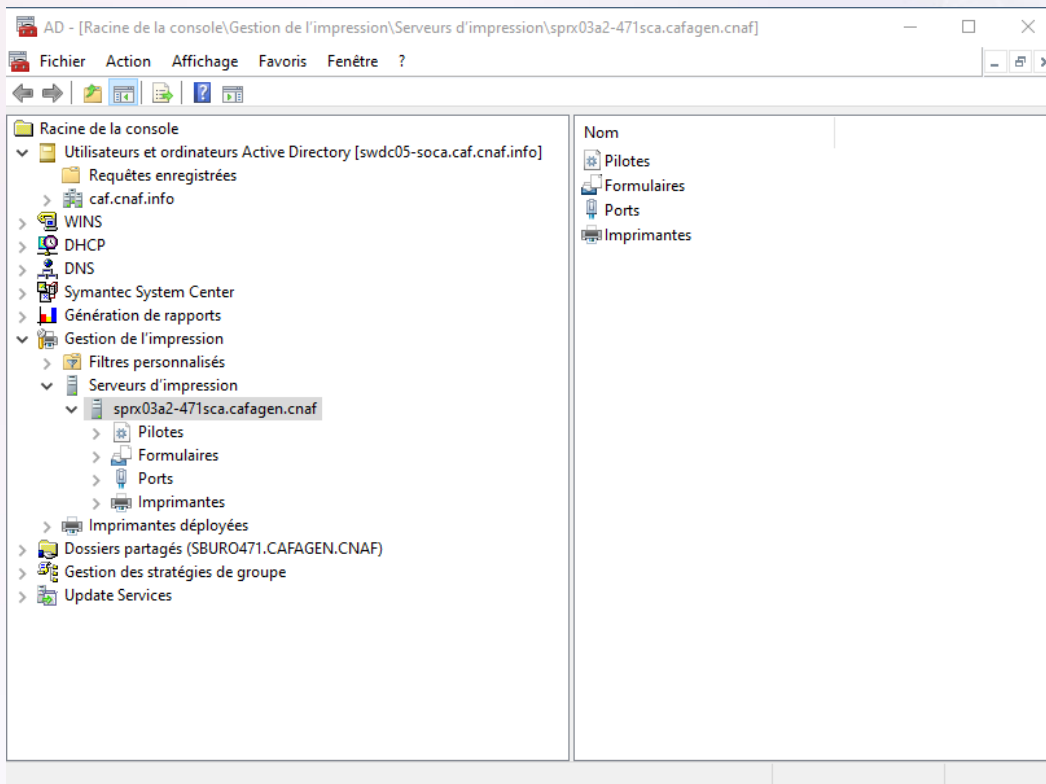 AD - [Racine de la console\Gestion de l'impression\Serveurs d'impression\sprx03a2-471sca.cafagen.cnaf]
Fichier Action Affichage Favoris Fenêtre ?
Racine de la console
Utilisateurs et ordinateurs Active Directory [swdc05-soca.caf.cnaf.info]
Requêtes enregistrées
caf.cnaf.info
WINS
DHCP
DNS
Symantec System Center
Génération de rapports
Gestion de l'impression
Filtres personnalisés
Serveurs d'impression
sprx03a2-471sca.cafagen.cnaf
Pilotes
Formulaires
Ports
Imprimantes
Imprimantes déployées
Dossiers partagés (SBURO471.CAFAGEN.CNAF)
Gestion des stratégies de groupe
Update Services
Nom
Pilotes
Formulaires
Ports
Imprimantes